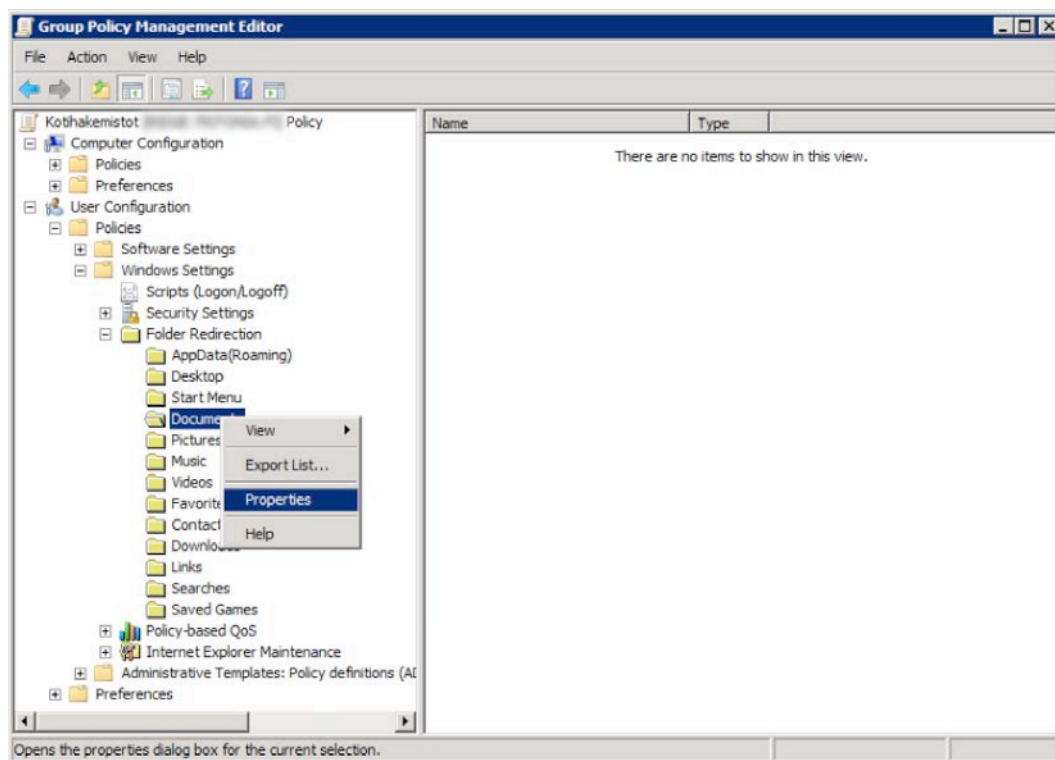 Group Policy Management Editor
File Action View Help
Kotihakemistot Policy
Computer Configuration
Policies
Preferences
User Configuration
Policies
Software Settings
Windows Settings
Scripts (Logon/Logoff)
Security Settings
Folder Redirection
AppData(Roaming)
Desktop
Start Menu
Pictures
Music
Videos
Links
Searches
Saved Games
Policy-based QoS
Internet Explorer Maintenance
Administrative Templates: Policy definitions (AD
Preferences
View
Export List...
Properties
Help
Name Type
There are no items to show in this view.
Opens the properties dialog box for the current selection.